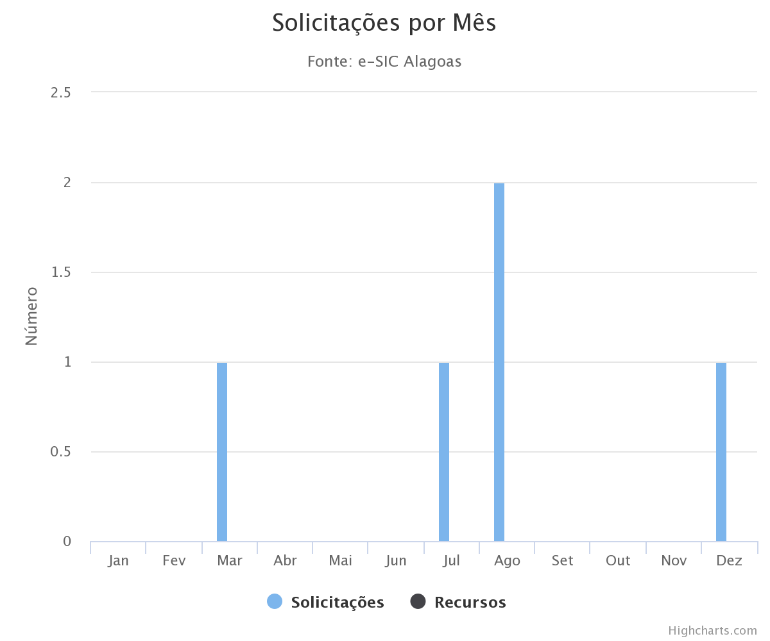 Solicitações por Mês
Fonte: e-SIC Alagoas
2.5
2
1.5
1
0.5
0
Número
Jan Fev Mar Abr Mai Jun Jul Ago Set Out Nov Dez
Solicitações Recursos
Highcharts.com